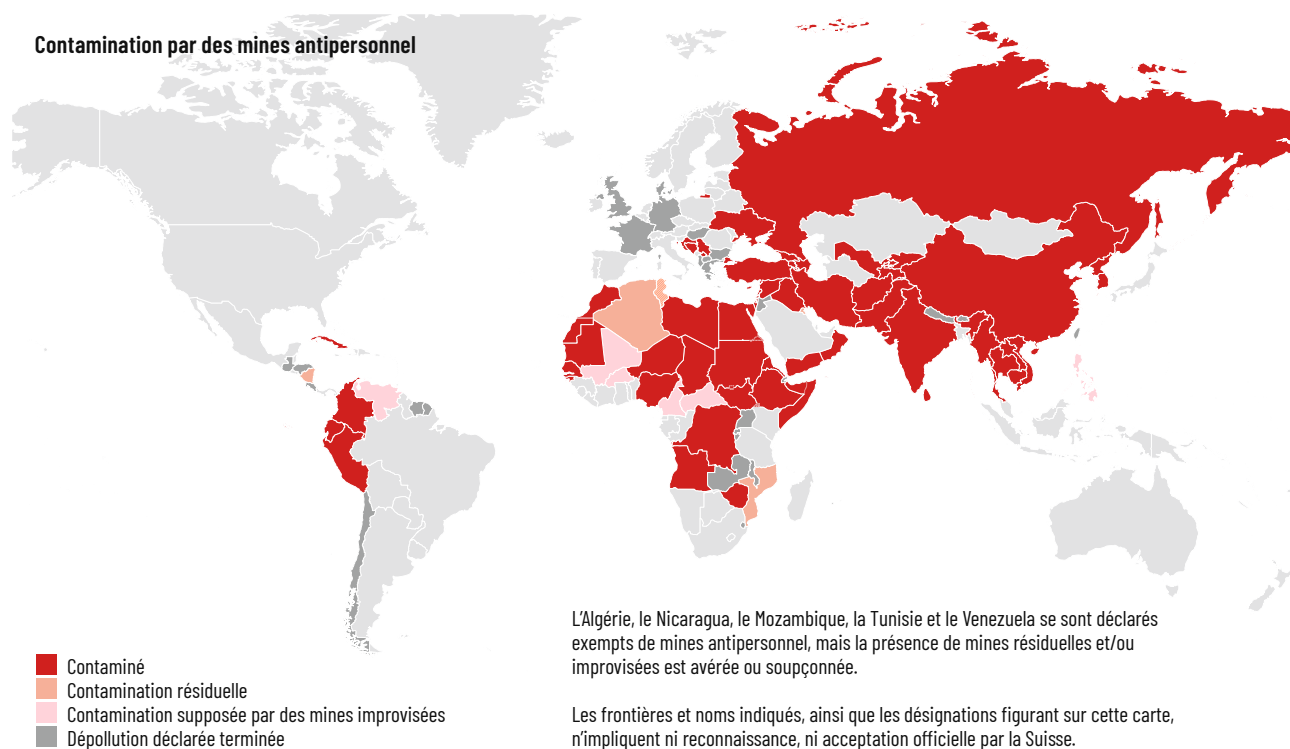 Contamination par des mines antipersonnel
L’Algérie, le Nicaragua, le Mozambique, la Tunisie et le Venezuela se sont déclarés
exempts de mines antipersonnel, mais la présence de mines résiduelles et/ou
improvisées est avérée ou soupçonnée.
Les frontières et noms indiqués, ainsi que les désignations figurant sur cette carte,
n’impliquent ni reconnaissance, ni acceptation officielle par la Suisse.
Contaminé
Contamination résiduelle
Contamination supposée par des mines improvisées
Dépollution déclarée terminée